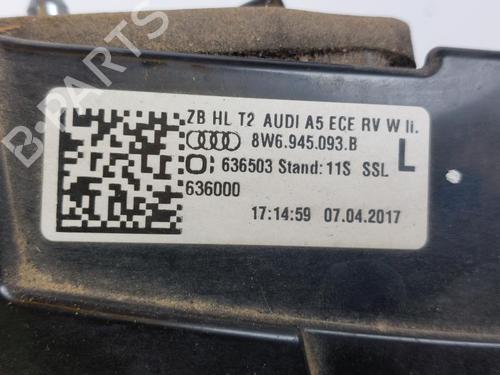 ZB HL T2 AUDI A5 ECE RV W li.
8W6.945.093.B
L
636503 Stand: 11S SSL
636000
17:14:59 07.04.2017
B-PARTS